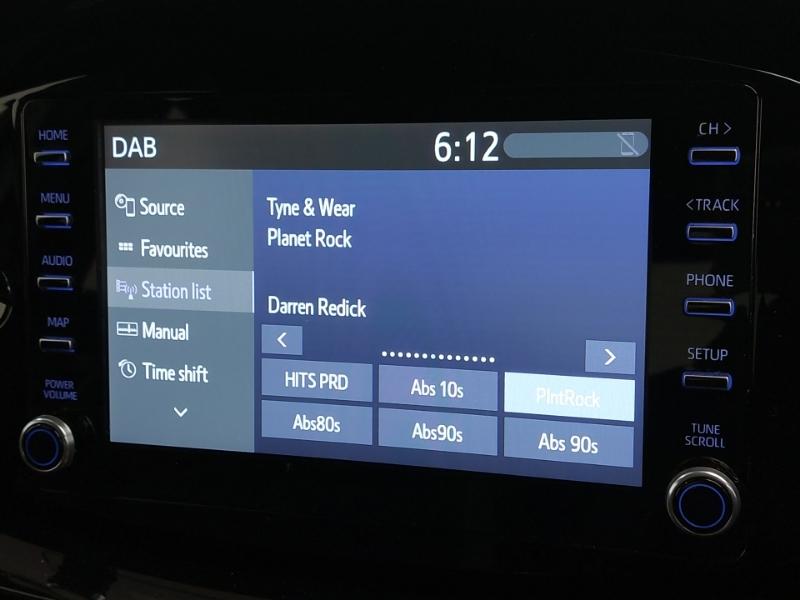 HOME
MENU
AUDIO
MAP
POWER
VOLUME
DAB
6:12
Source
Favourites
Station list
Manual
Time shift
Tyne & Wear
Planet Rock
Darren Redick
<
>
HITS PRD
Abs 10s
PlntRock
Abs80s
Abs90s
Abs 90s
CH >
<TRACK
PHONE
SETUP
TUNE
SCROLL